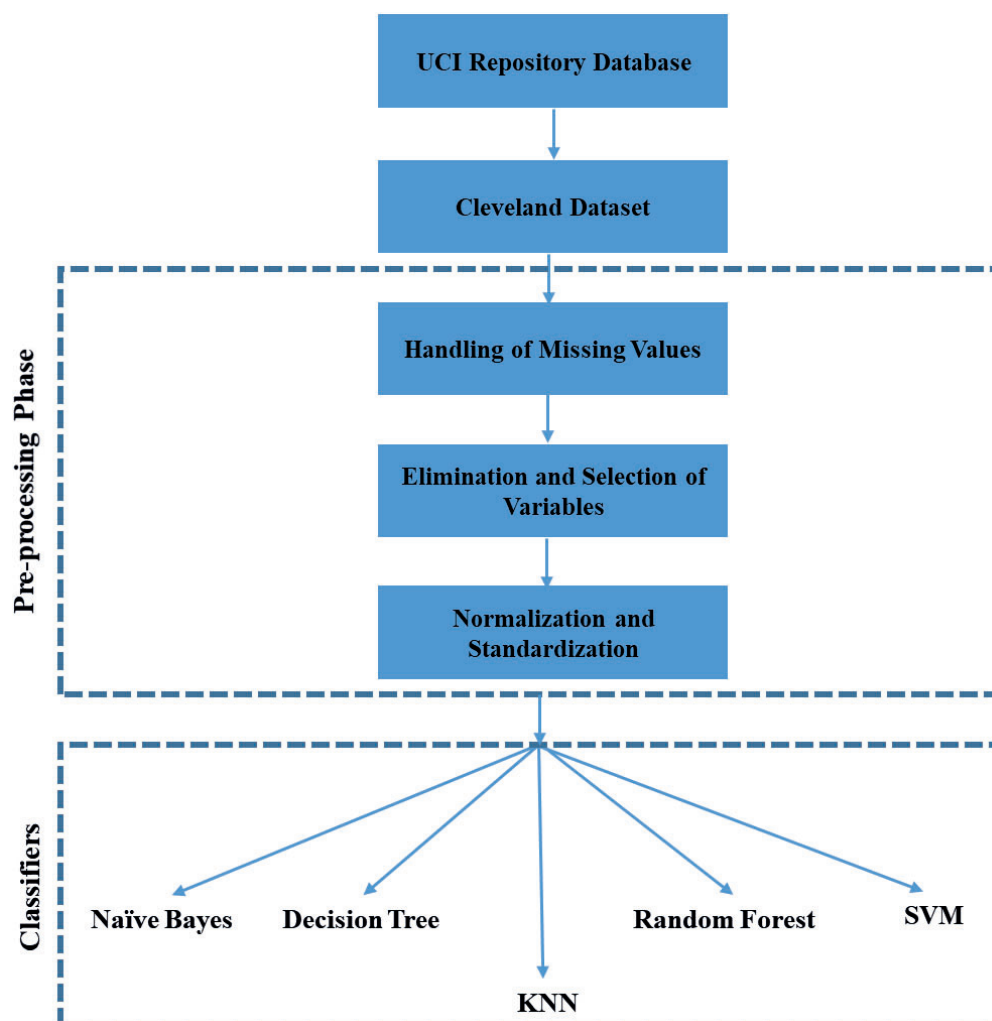 UCI Repository Database
Cleveland Dataset
Pre-processing Phase
Handling of Missing Values
Elimination and Selection of
Variables
Normalization and
Standardization
Classifiers
Naïve Bayes
Decision Tree
KNN
Random Forest
SVM